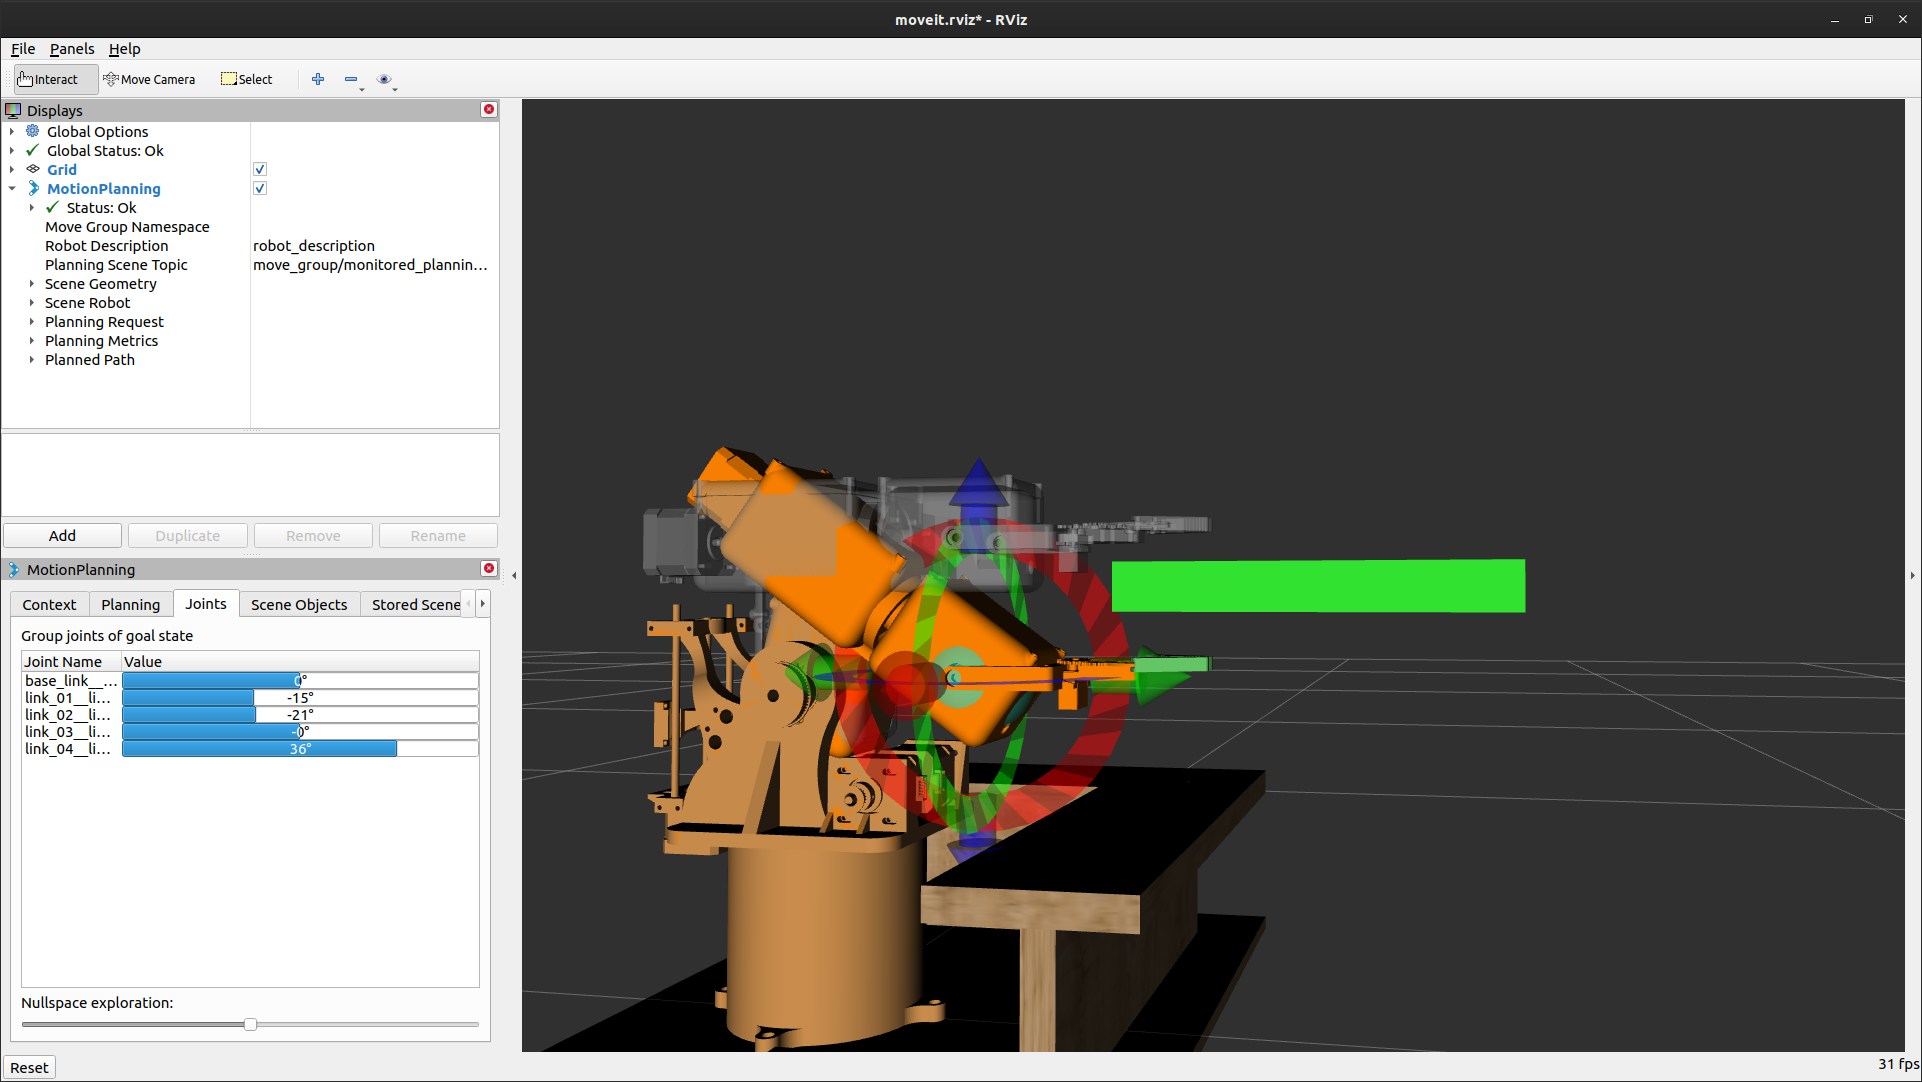 moveit.rviz* - RViz
File Panels Help
Interact Move Camera Select
Displays
Global Options
Global Status: Ok
Grid
MotionPlanning
Status: Ok
Move Group Namespace
Robot Description robot_description
Planning Scene Topic move_group/monitored_plannin...
Scene Geometry
Scene Robot
Planning Request
Planning Metrics
Planned Path
Add Duplicate Remove Rename
MotionPlanning
Context Planning Joints Scene Objects Stored Scene
Group joints of goal state
Joint Name Value
base_link__... 0°
link_01__li... -15°
link_02__li... -21°
link_03__li... -0°
link_04__li... 36°
Nullspace exploration:
Reset
31 fps